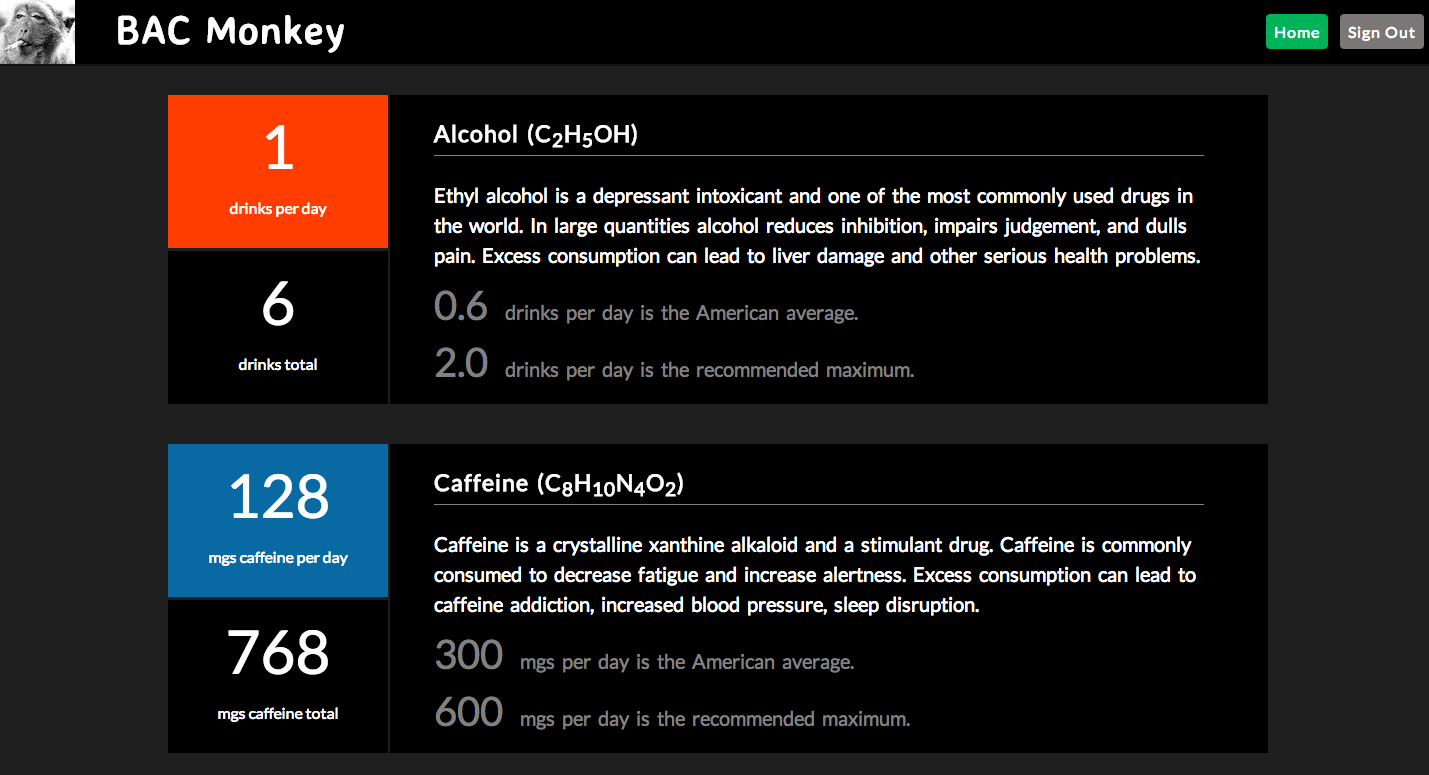 BAC Monkey
Home
Sign Out
1
drinks per day
6
drinks total
Alcohol (C₂H₅OH)
Ethyl alcohol is a depressant intoxicant and one of the most commonly used drugs in
the world. In large quantities alcohol reduces inhibition, impairs judgement, and dulls
pain. Excess consumption can lead to liver damage and other serious health problems.
0.6 drinks per day is the American average.
2.0 drinks per day is the recommended maximum.
128
mgs caffeine per day
768
mgs caffeine total
Caffeine (C₈H₁₀N₄O₂)
Caffeine is a crystalline xanthine alkaloid and a stimulant drug. Caffeine is commonly
consumed to decrease fatigue and increase alertness. Excess consumption can lead to
caffeine addiction, increased blood pressure, sleep disruption.
300 mgs per day is the American average.
600 mgs per day is the recommended maximum.